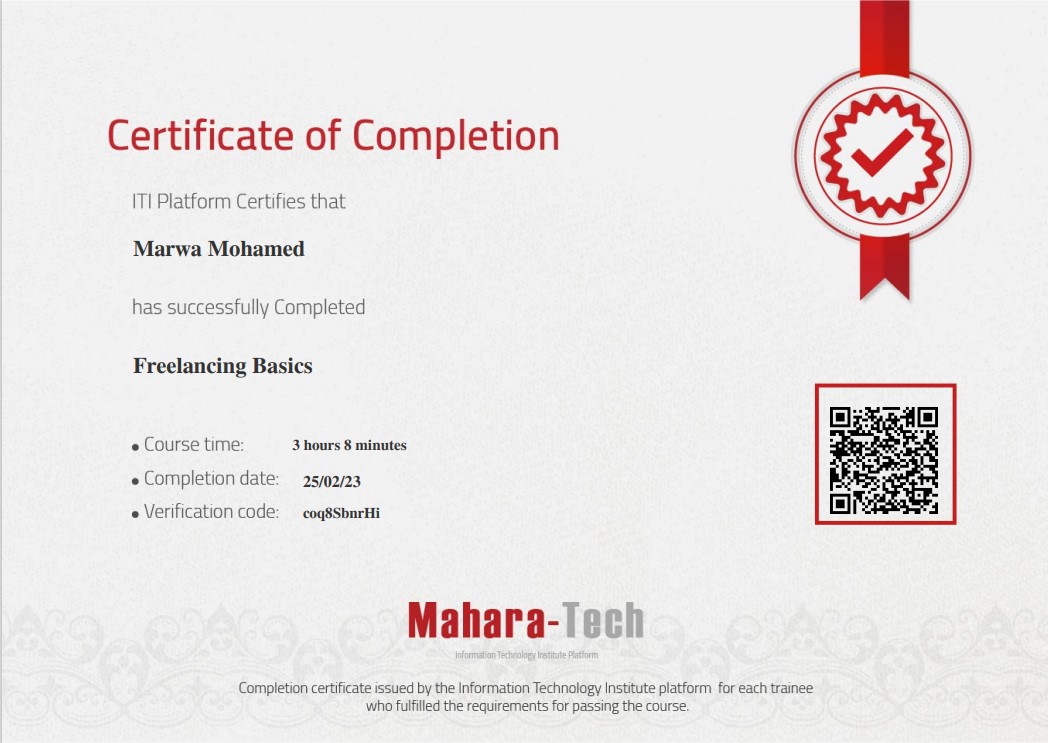 Certificate of Completion
ITI Platform Certifies that
Marwa Mohamed
has successfully Completed
Freelancing Basics
• Course time: 3 hours 8 minutes
• Completion date: 25/02/23
• Verification code: coq8SbnrHi
Mahara-Tech
Information Technology Institute Platform
Completion certificate issued by the Information Technology Institute platform for each trainee
who fulfilled the requirements for passing the course.